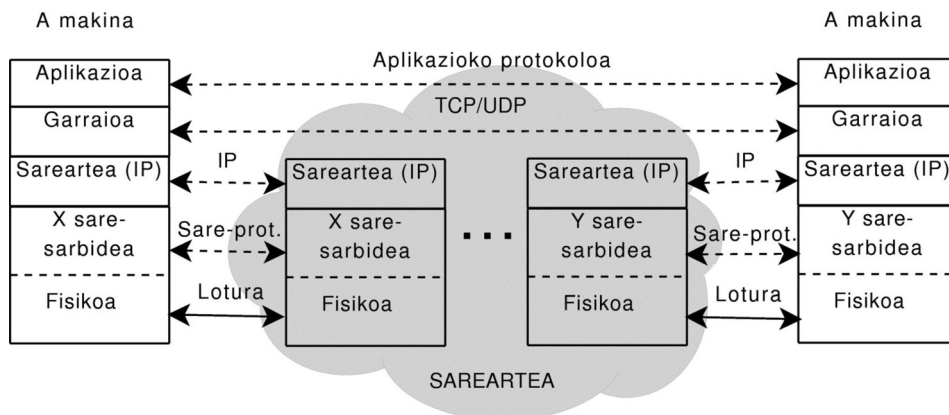 A makina
A makina
Aplikazioko protokoloa
Aplikazioa
Aplikazioa
TCP/UDP
Garraioa
Garraioa
IP
IP
Sareartea (IP)
Sareartea (IP)
Sareartea (IP)
Sareartea (IP)
X sare-
sarbidea
Sare-prot.
X sare-
sarbidea
...
Y sare-
sarbidea
Sare-prot.
Y sare-
sarbidea
Fisikoa
Lotura
Fisikoa
Fisikoa
Lotura
Fisikoa
SAREARTEA